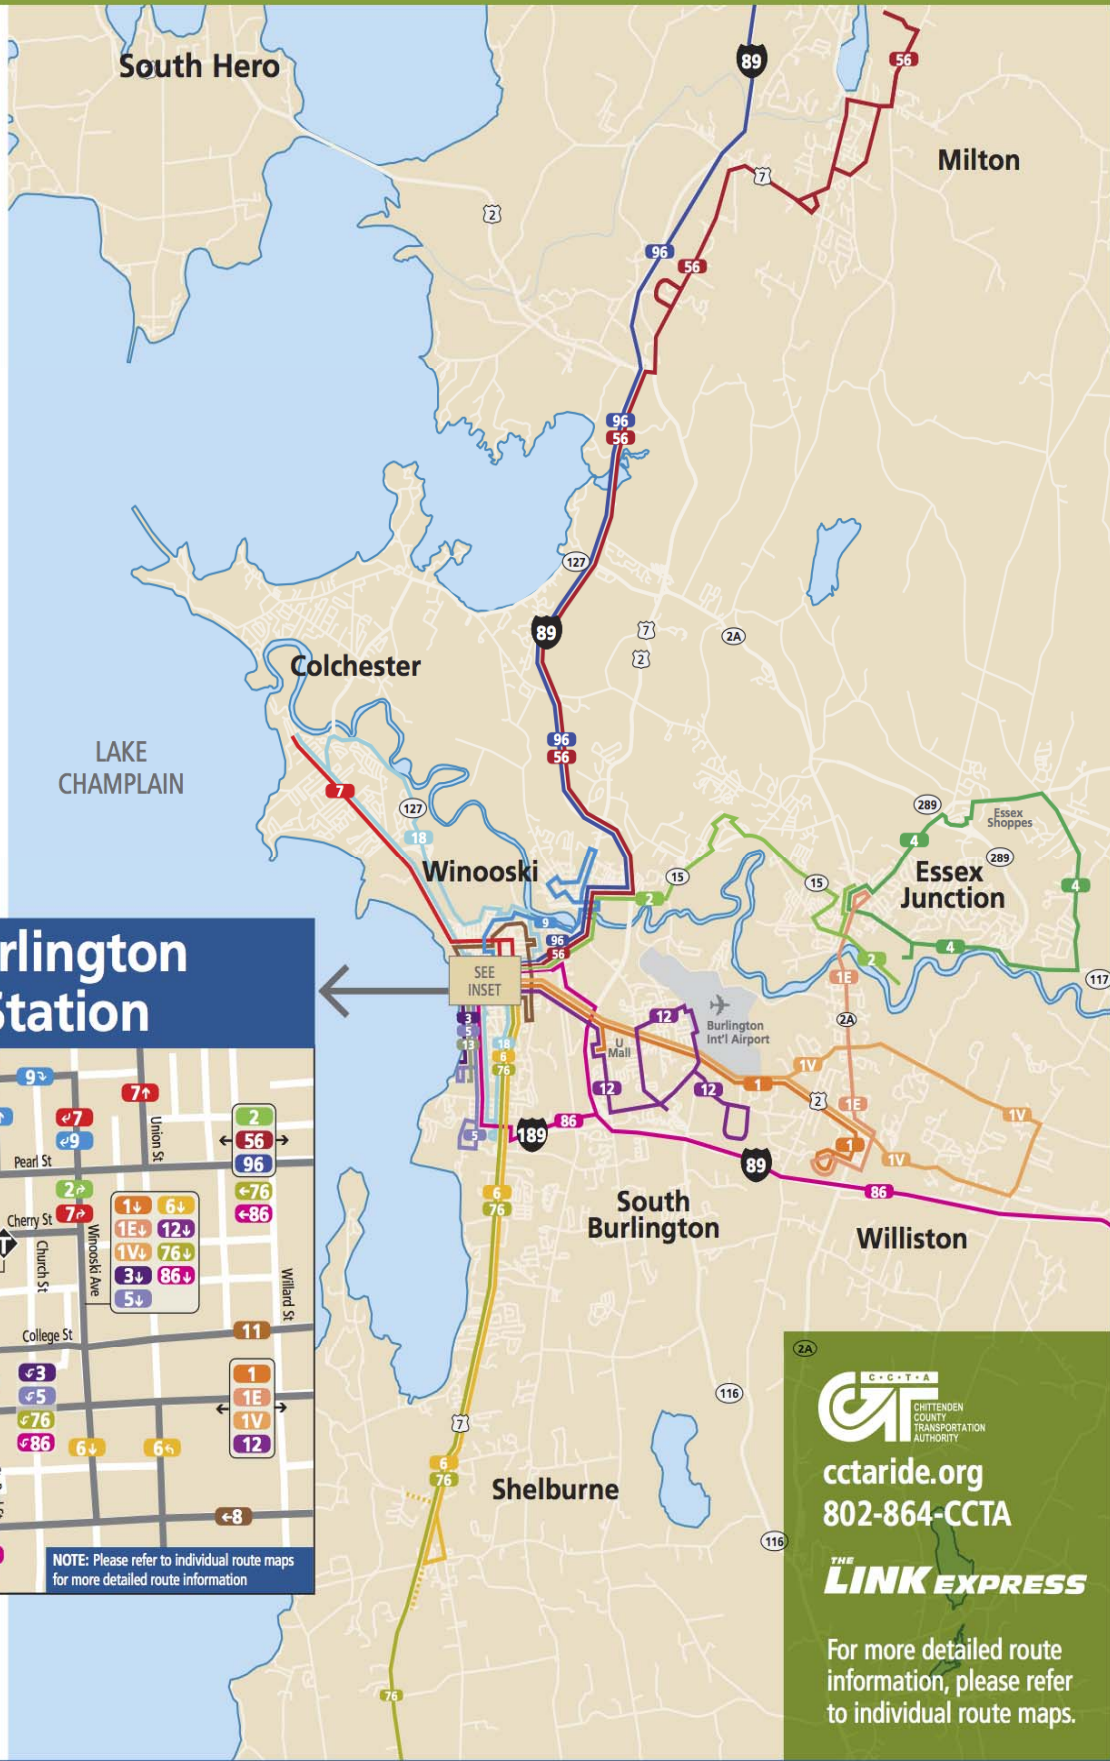 South Hero
89
56
Milton
7
2
96
56
96
56
127
89
7
2A
2
Colchester
96
56
LAKE
CHAMPLAIN
7
127
18
289
Essex
Shoppes
4
289
Winooski
15
15
Essex
Junction
4
2
9
96
56
4
2
SEE
INSET
1E
117
3
5
13
18
6
76
12
Burlington
Int'l Airport
2A
U
Mall
1V
12
12
1
2
1E
1V
5
189
86
1
1V
89
86
6
76
South
Burlington
Williston
rlington
Station
9
7
7
9
Union St
2
56
96
Pearl St
2
76
86
Cherry St
7
1
6
1E
12
1V
76
3
86
5
Church St
Winooski Ave
Willard St
College St
11
3
5
76
86
1
1E
1V
12
6
6
8
T
NOTE: Please refer to individual route maps
for more detailed route information
116
7
6
76
Shelburne
116
76
2A
C·C·T·A
CHITTENDEN
COUNTY
TRANSPORTATION
AUTHORITY
cctaride.org
802-864-CCTA
THE
LINK EXPRESS
For more detailed route
information, please refer
to individual route maps.